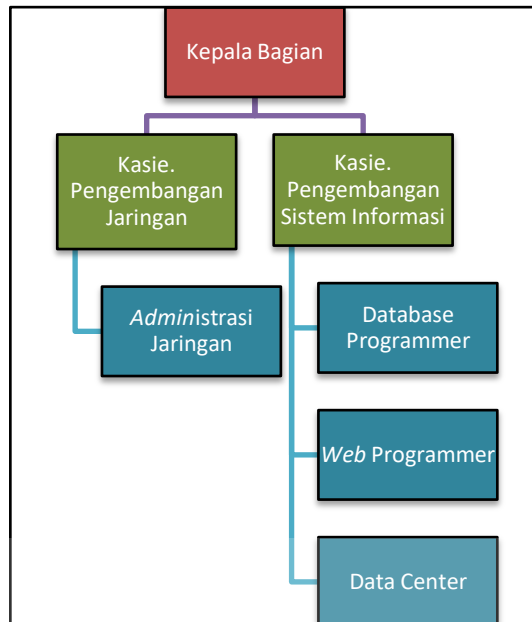 Kepala Bagian
Kasie.
Pengembangan
Jaringan
Kasie.
Pengembangan
Sistem Informasi
Administrasi
Jaringan
Database
Programmer
Web Programmer
Data Center